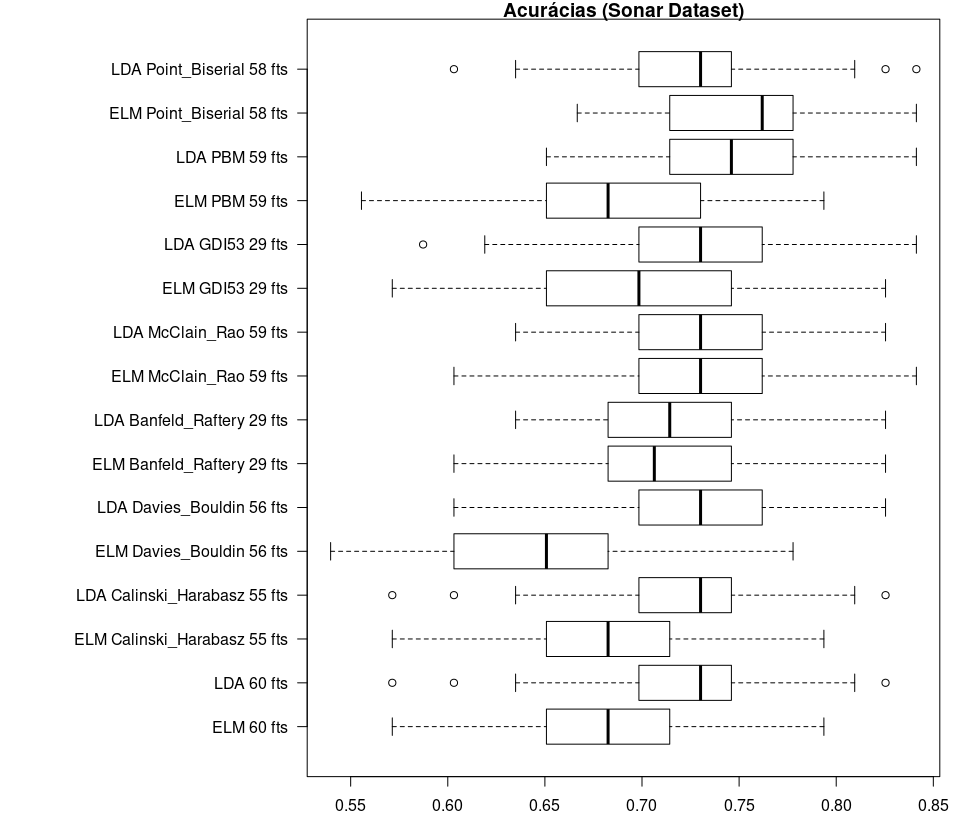 Acurácias (Sonar Dataset)
LDA Point_Biserial 58 fts
ELM Point_Biserial 58 fts
LDA PBM 59 fts
ELM PBM 59 fts
LDA GDI53 29 fts
ELM GDI53 29 fts
LDA McClain_Rao 59 fts
ELM McClain_Rao 59 fts
LDA Banfeld_Raftery 29 fts
ELM Banfeld_Raftery 29 fts
LDA Davies_Bouldin 56 fts
ELM Davies_Bouldin 56 fts
LDA Calinski_Harabasz 55 fts
ELM Calinski_Harabasz 55 fts
LDA 60 fts
ELM 60 fts
0.55 0.60 0.65 0.70 0.75 0.80 0.85